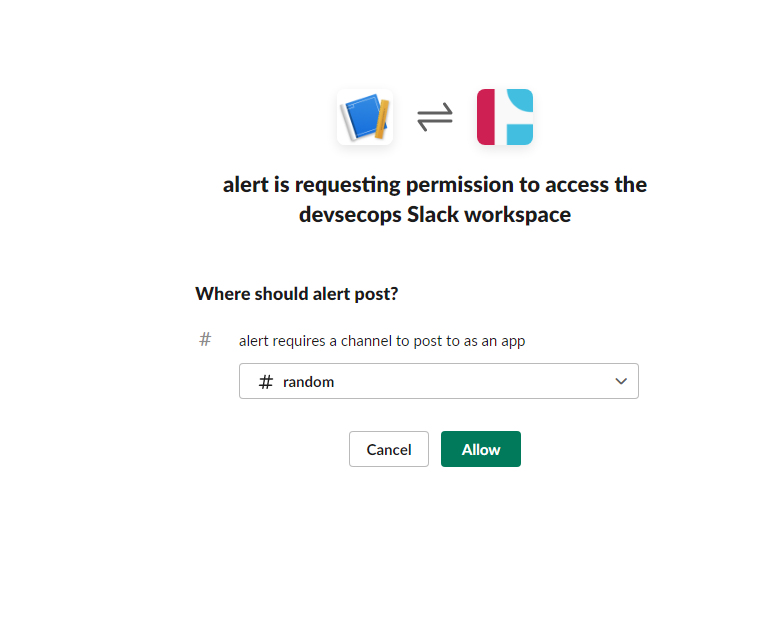 alert is requesting permission to access the
devsecops Slack workspace
Where should alert post?
# alert requires a channel to post to as an app
# random
Cancel Allow